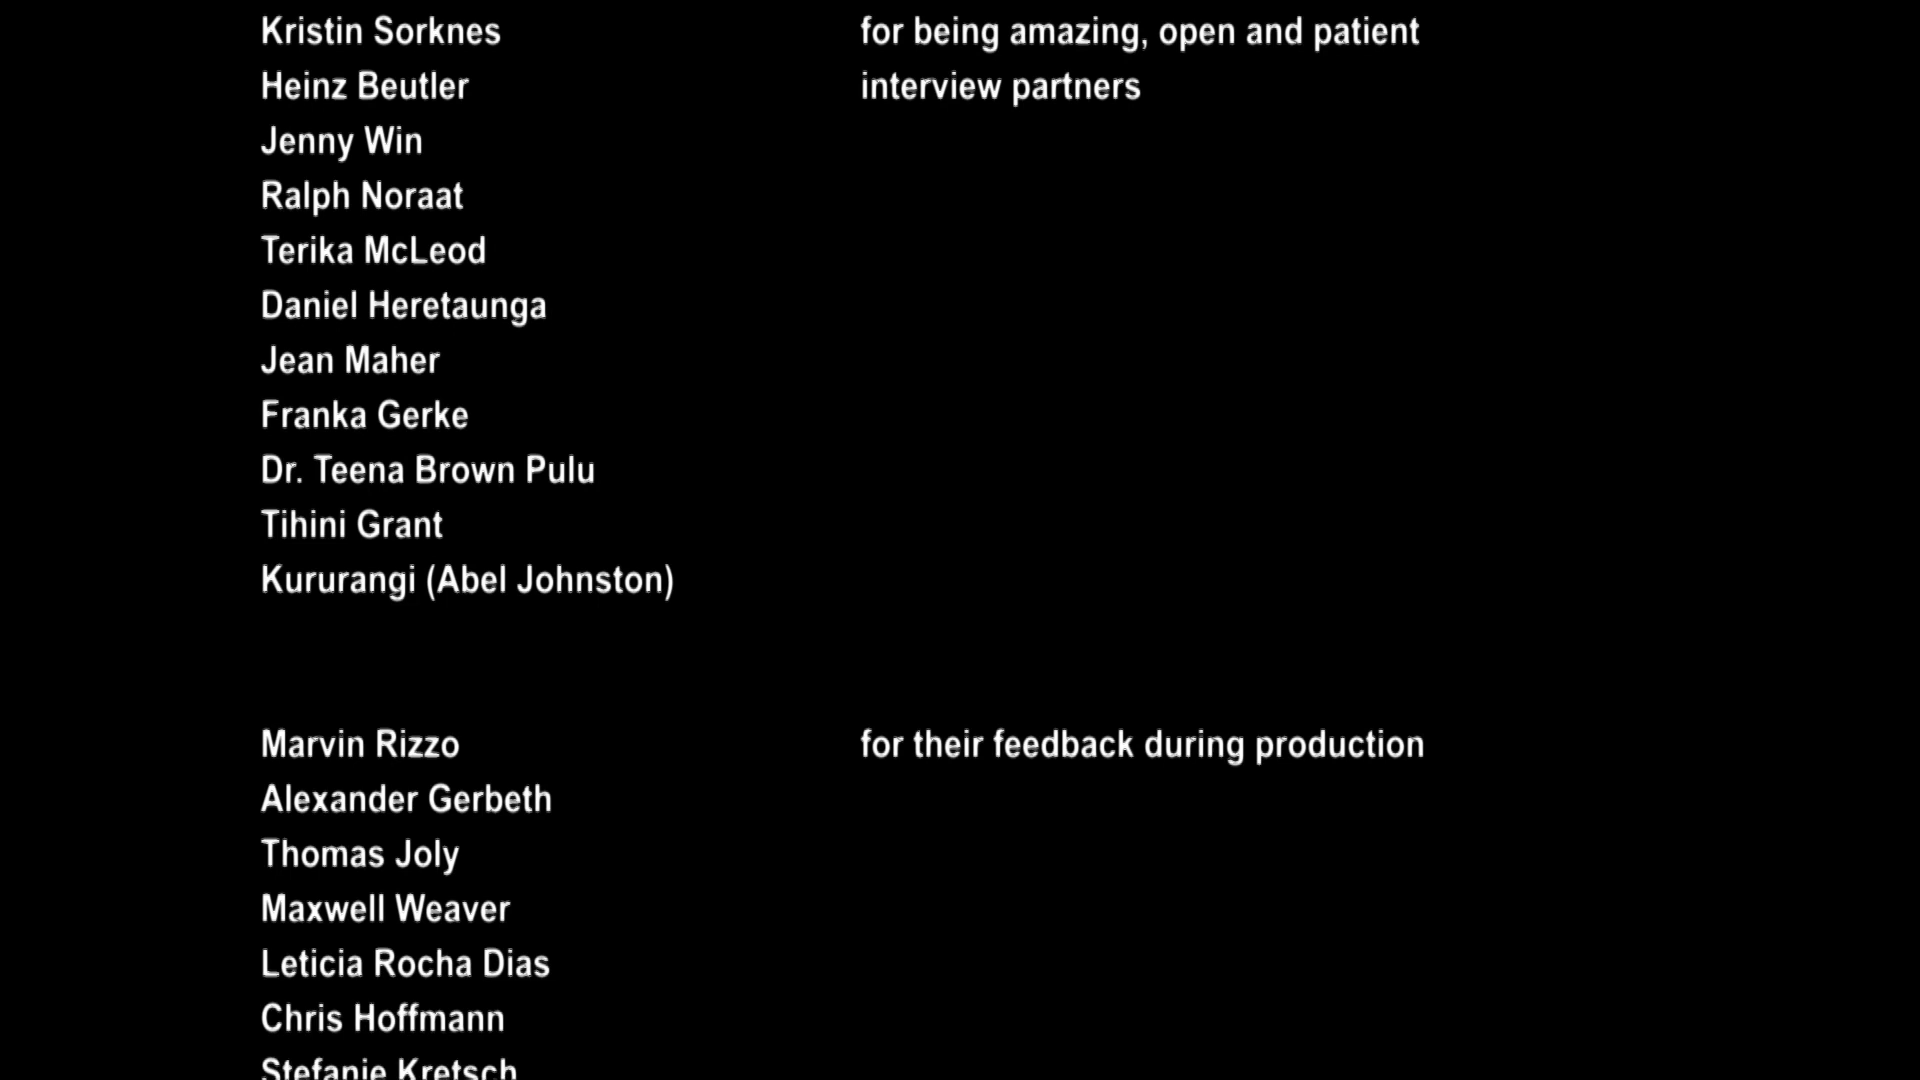 Kristin Sorknes for being amazing, open and patient
Heinz Beutler interview partners
Jenny Win
Ralph Noraat
Terika McLeod
Daniel Heretaunga
Jean Maher
Franka Gerke
Dr. Teena Brown Pulu
Tihini Grant
Kururangi (Abel Johnston)
Marvin Rizzo for their feedback during production
Alexander Gerbeth
Thomas Joly
Maxwell Weaver
Leticia Rocha Dias
Chris Hoffmann
Stefanie Kretsch